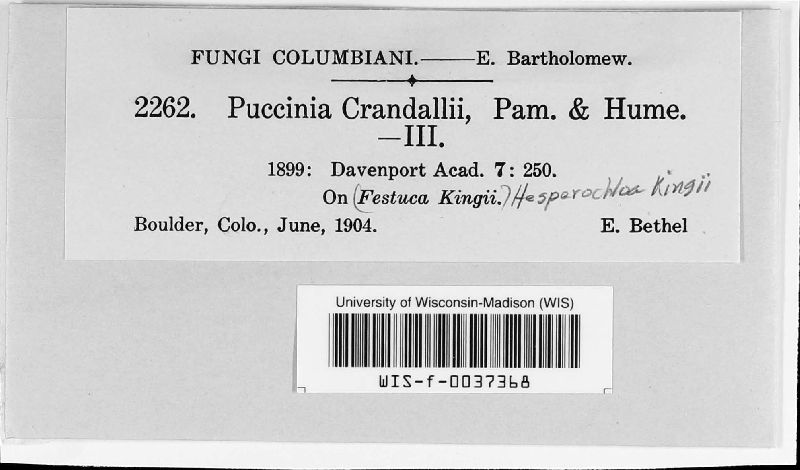 FUNGI COLUMBIANI.——E. Bartholomew.
2262. Puccinia Crandallii, Pam. & Hume.
—III.
1899: Davenport Acad. 7: 250.
On (Festuca Kingii.) Hesperochloa Kingii
Boulder, Colo., June, 1904. E. Bethel
University of Wisconsin-Madison (WIS)
WIS-f-0037368